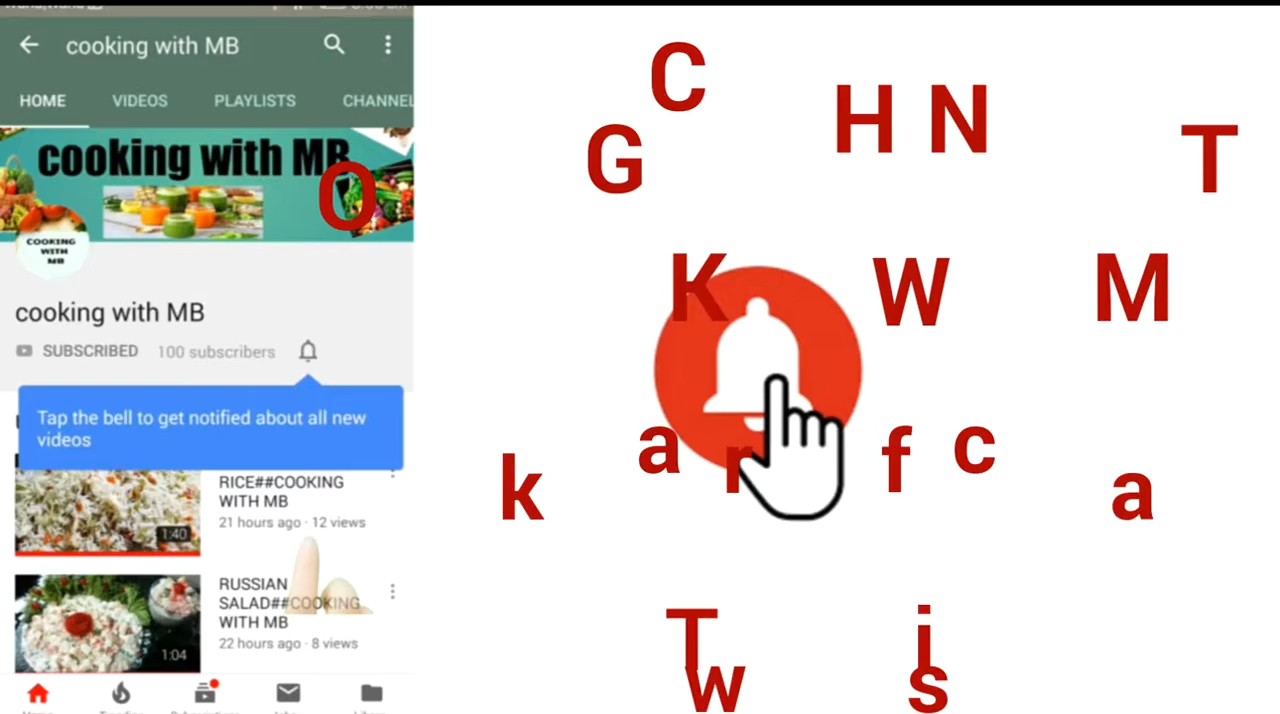 cooking with MB
HOME VIDEOS PLAYLISTS CHANNEL
cooking with MB
COOKING
WITH
MB
cooking with MB
SUBSCRIBED 100 subscribers
Tap the bell to get notified about all new
videos
RICE##COOKING
WITH MB
21 hours ago · 12 views
1:40
RUSSIAN
SALAD##COOKING
WITH MB
22 hours ago · 8 views
1:04
C
H N
G
T
O
K W M
a r f c
k a
T i
w s